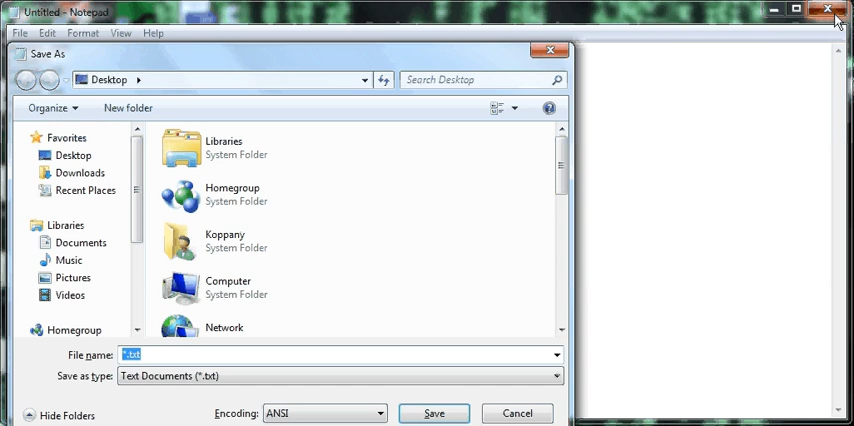 Untitled - Notepad
File Edit Format View Help
Save As
Desktop
Search Desktop
Organize
New folder
Favorites
Desktop
Downloads
Recent Places
Libraries
Documents
Music
Pictures
Videos
Homegroup
Libraries
System Folder
Homegroup
System Folder
Koppany
System Folder
Computer
System Folder
Network
File name: *.txt
Save as type: Text Documents (*.txt)
Hide Folders
Encoding: ANSI
Save
Cancel